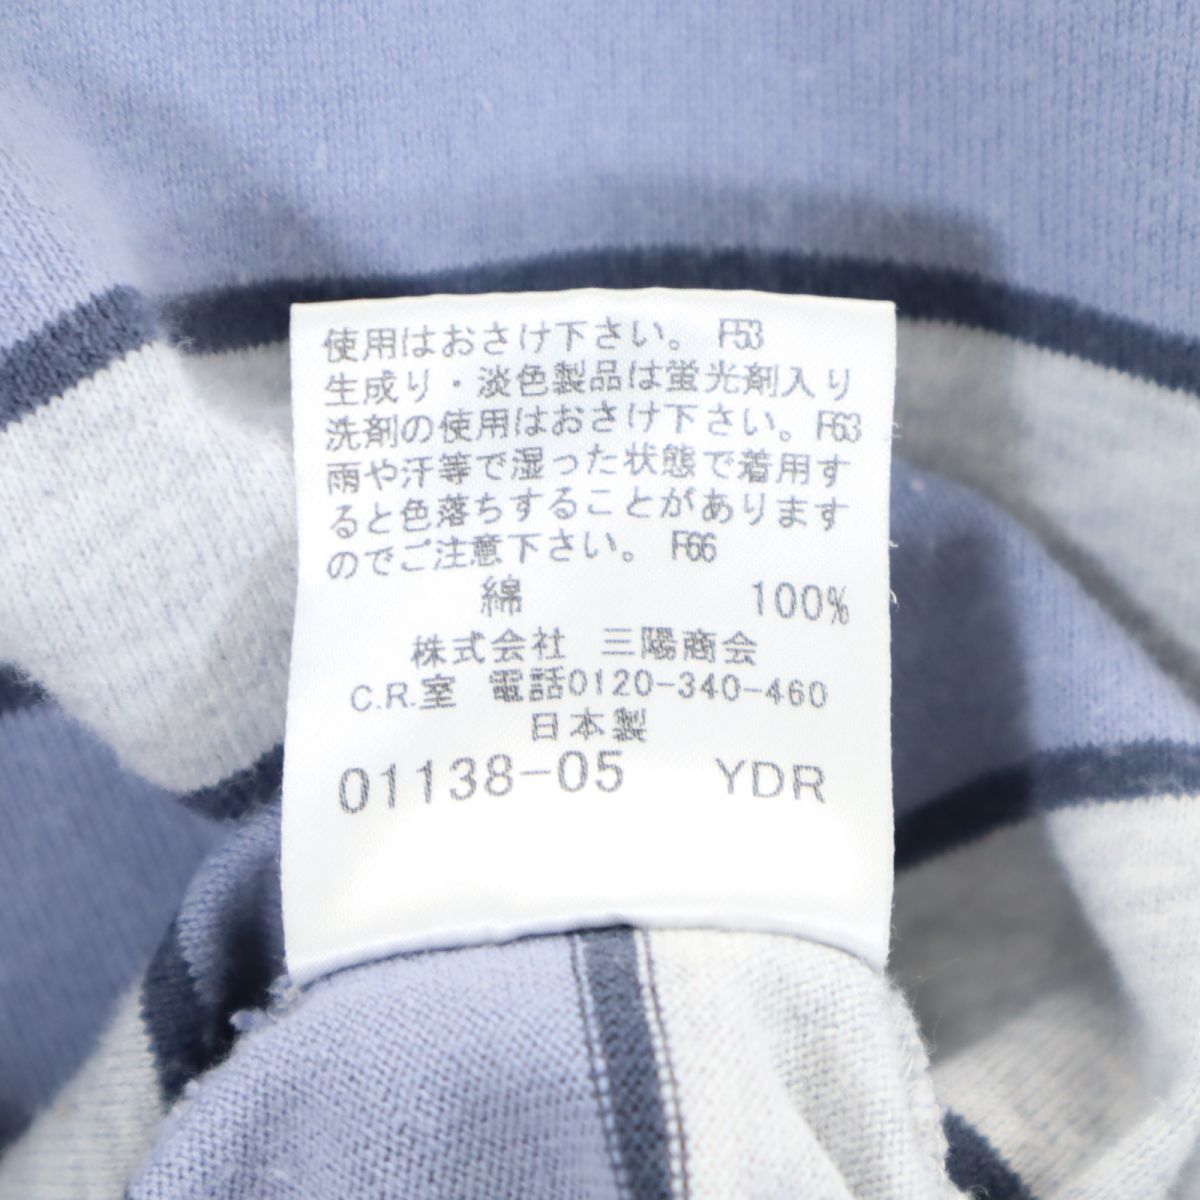 使用はおさけ下さい。 F53
生成り・淡色製品は蛍光剤入り
洗剤の使用はおさけ下さい。F63
雨や汗等で湿った状態で着用す
ると色落ちすることがあります
のでご注意下さい。 F66
綿 100%
株式会社 三陽商会
C.R.室 電話0120-340-460
日本製
01138-05 YDR